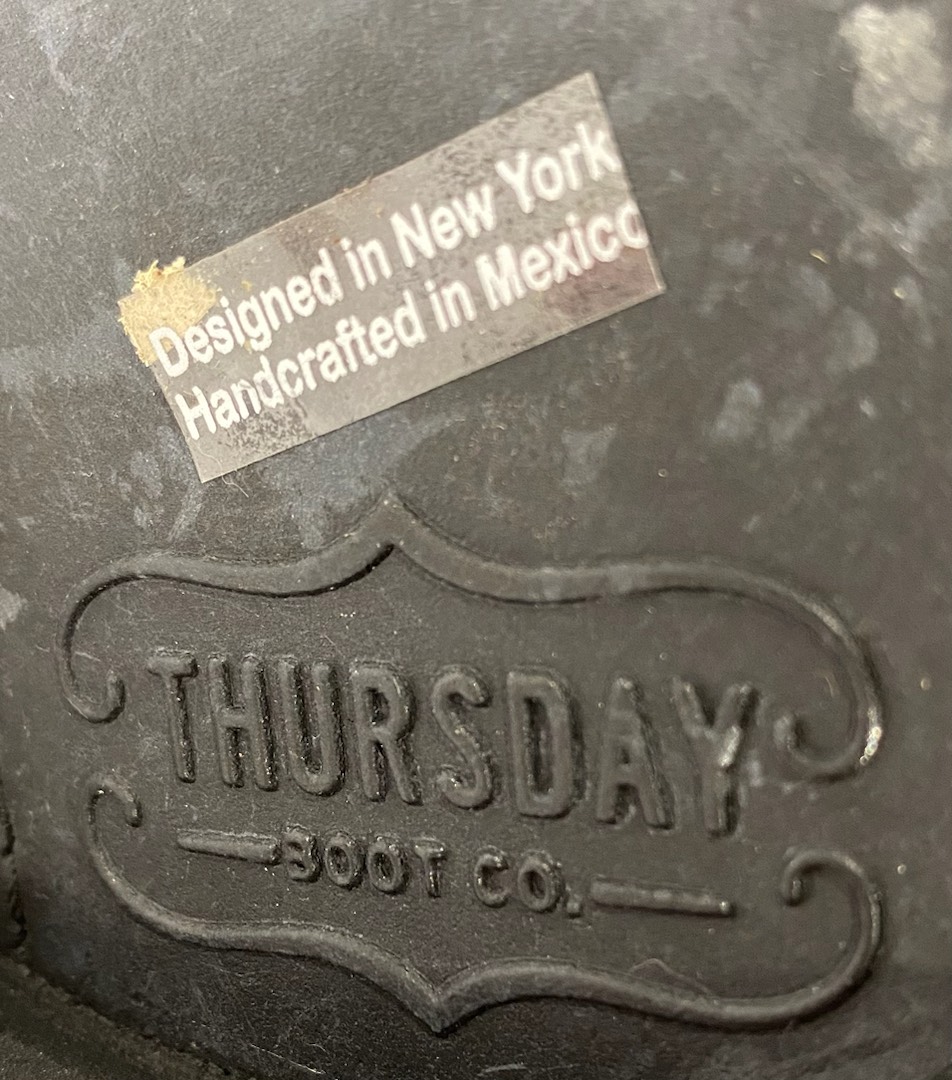 Designed in New York
Handcrafted in Mexico
THURSDAY
BOOT CO.